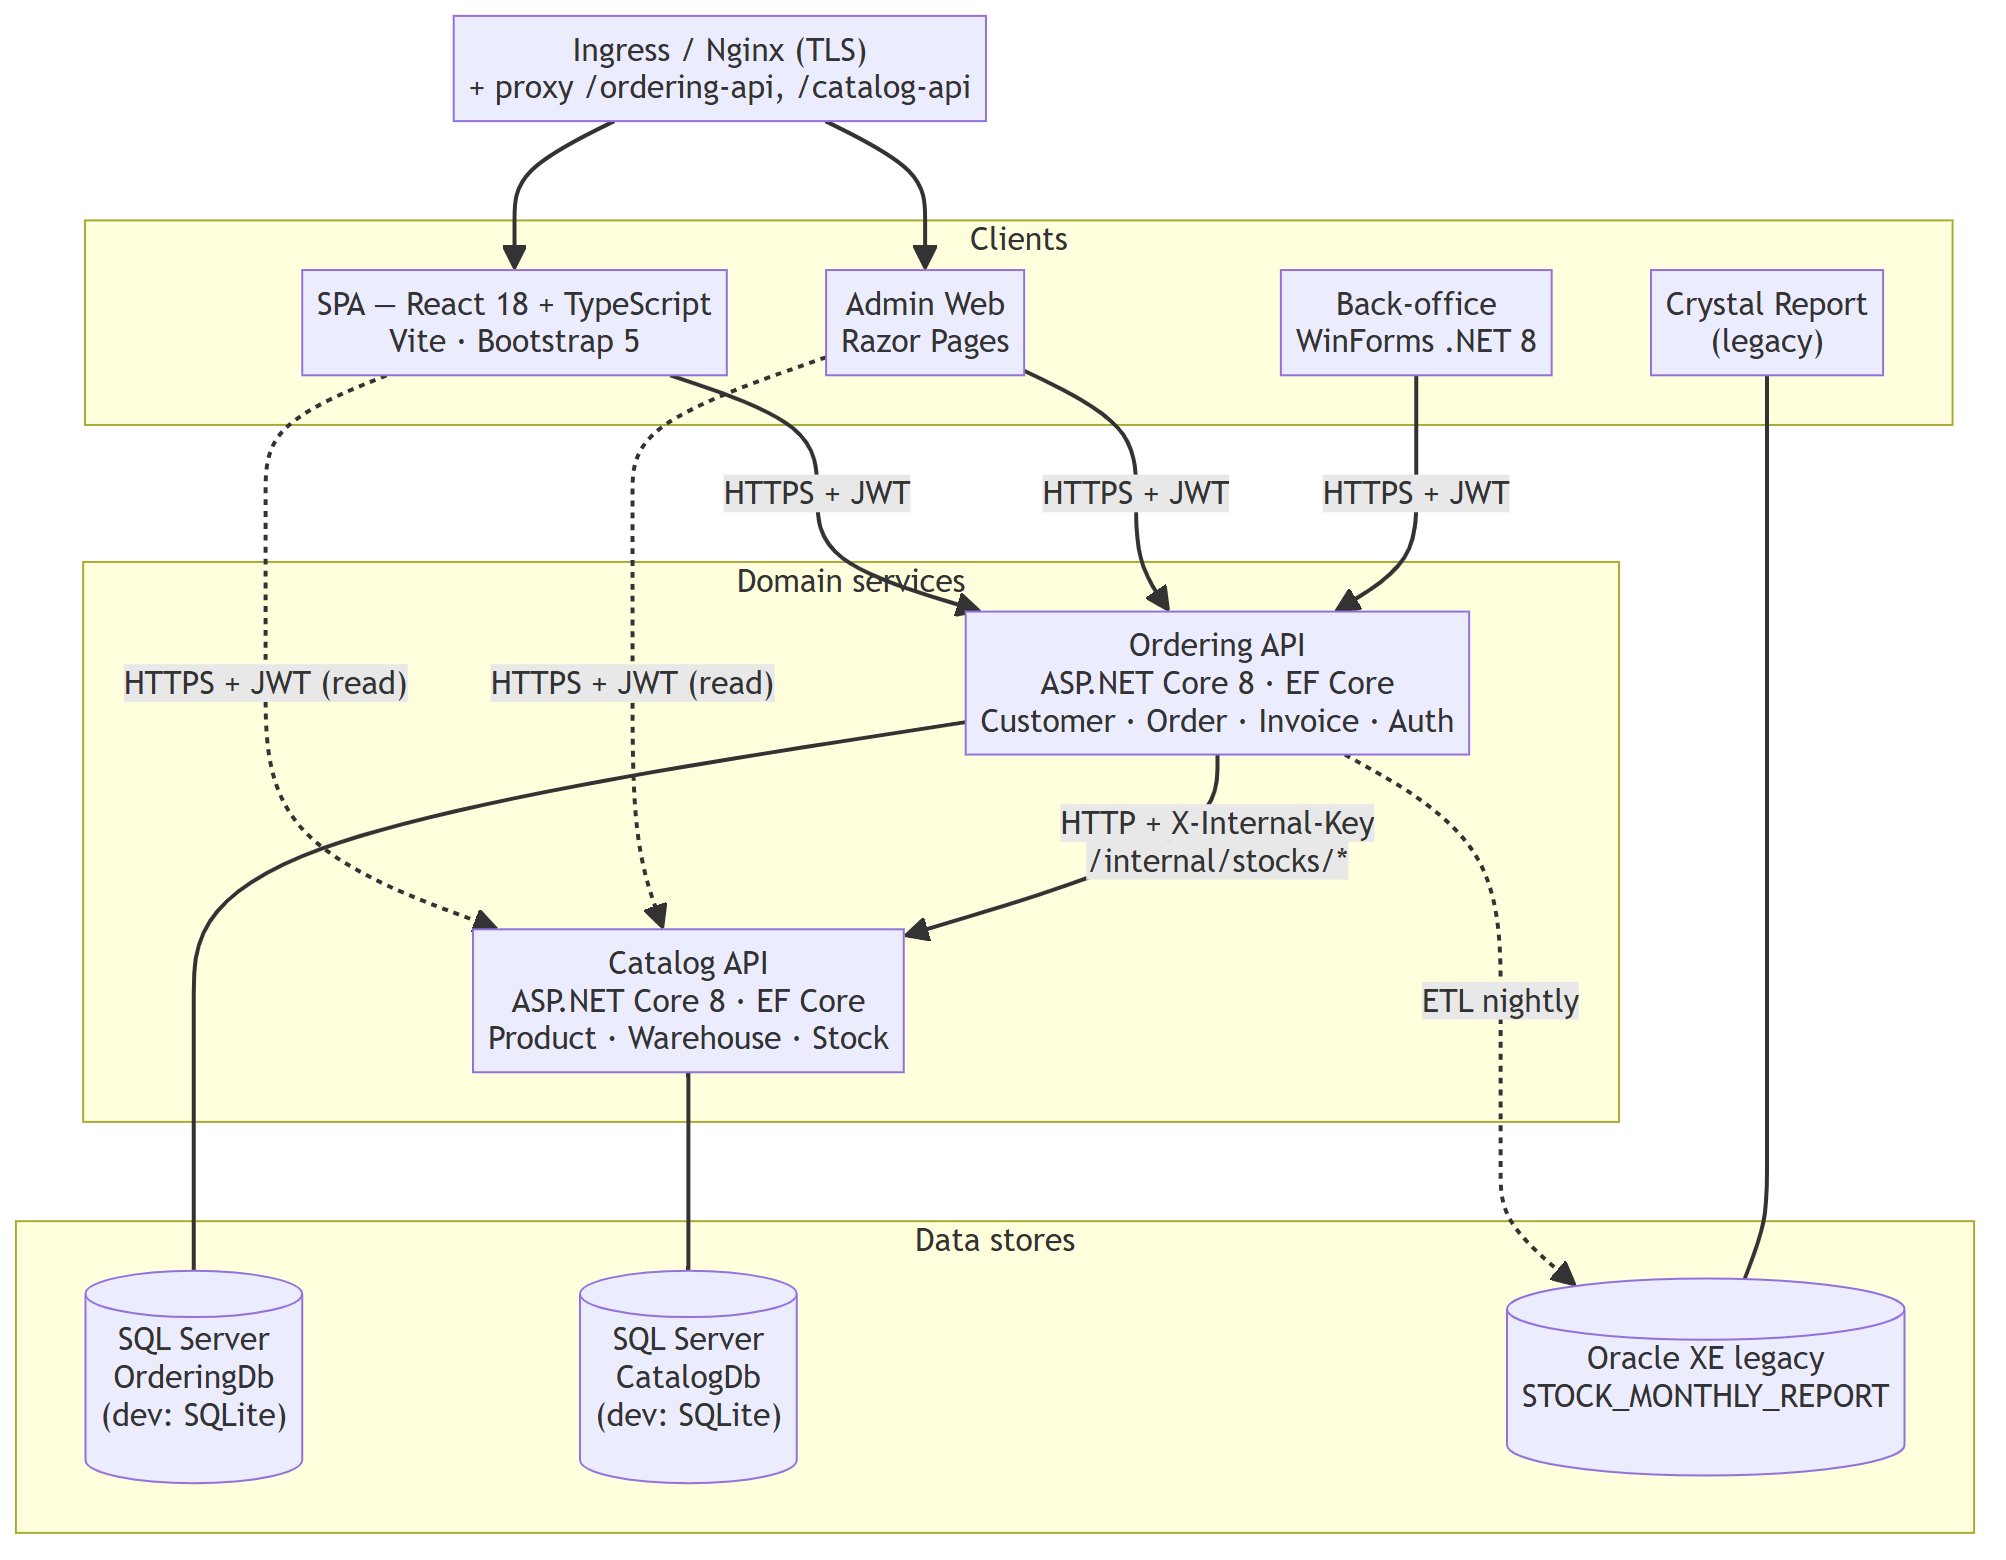 Ingress / Nginx (TLS)
+ proxy /ordering-api, /catalog-api
Clients
SPA — React 18 + TypeScript
Vite · Bootstrap 5
Admin Web
Razor Pages
Back-office
WinForms .NET 8
Crystal Report
(legacy)
HTTPS + JWT
HTTPS + JWT
HTTPS + JWT
Domain services
HTTPS + JWT (read)
HTTPS + JWT (read)
Ordering API
ASP.NET Core 8 · EF Core
Customer · Order · Invoice · Auth
HTTP + X-Internal-Key
/internal/stocks/*
Catalog API
ASP.NET Core 8 · EF Core
Product · Warehouse · Stock
ETL nightly
Data stores
SQL Server
OrderingDb
(dev: SQLite)
SQL Server
CatalogDb
(dev: SQLite)
Oracle XE legacy
STOCK_MONTHLY_REPORT